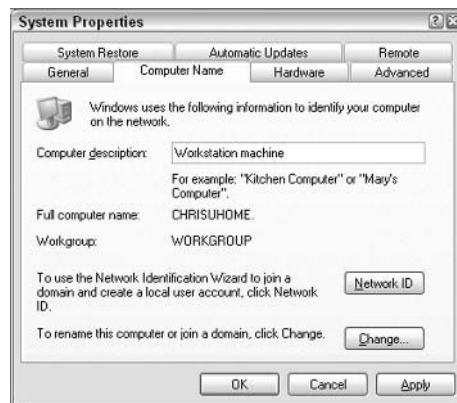 System Properties
System Restore Automatic Updates Remote
General Computer Name Hardware Advanced
Windows uses the following information to identify your computer
on the network.
Computer description: Workstation machine
For example: "Kitchen Computer" or "Mary's
Computer".
Full computer name: CHRISUHOME.
Workgroup: WORKGROUP
To use the Network Identification Wizard to join a
domain and create a local user account, click Network
ID.
Network ID
To rename this computer or join a domain, click Change.
Change...
OK Cancel Apply